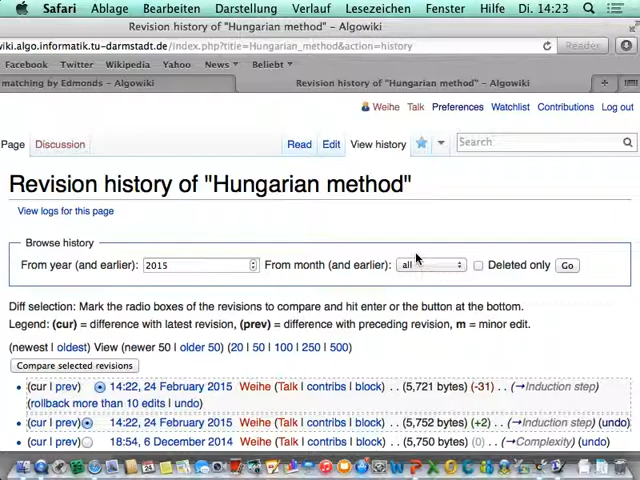 Safari Ablage Bearbeiten Darstellung Verlauf Lesezeichen Fenster Hilfe Di. 14:23
Revision history of "Hungarian method" - Algowiki
wiki.algo.informatik.tu-darmstadt.de/index.php?title=Hungarian_method&action=history Reader
Facebook Twitter Wikipedia Yahoo News Beliebt
matching by Edmonds - Algowiki Revision history of "Hungarian method" - Algowiki
Weihe Talk Preferences Watchlist Contributions Log out
Page Discussion Read Edit View history Search
Revision history of "Hungarian method"
View logs for this page
Browse history
From year (and earlier): 2015 From month (and earlier): all Deleted only Go
Diff selection: Mark the radio boxes of the revisions to compare and hit enter or the button at the bottom.
Legend: (cur) = difference with latest revision, (prev) = difference with preceding revision, m = minor edit.
(newest | oldest) View (newer 50 | older 50) (20 | 50 | 100 | 250 | 500)
Compare selected revisions
(cur | prev) 14:22, 24 February 2015 Weihe (Talk | contribs | block) . . (5,721 bytes) (-31) . . (→Induction step)
(rollback more than 10 edits | undo)
(cur | prev) 14:22, 24 February 2015 Weihe (Talk | contribs | block) . . (5,752 bytes) (+2) . . (→Induction step) (undo)
(cur | prev) 18:54, 6 December 2014 Weihe (Talk | contribs | block) . . (5,750 bytes) (0) . . (→Complexity) (undo)